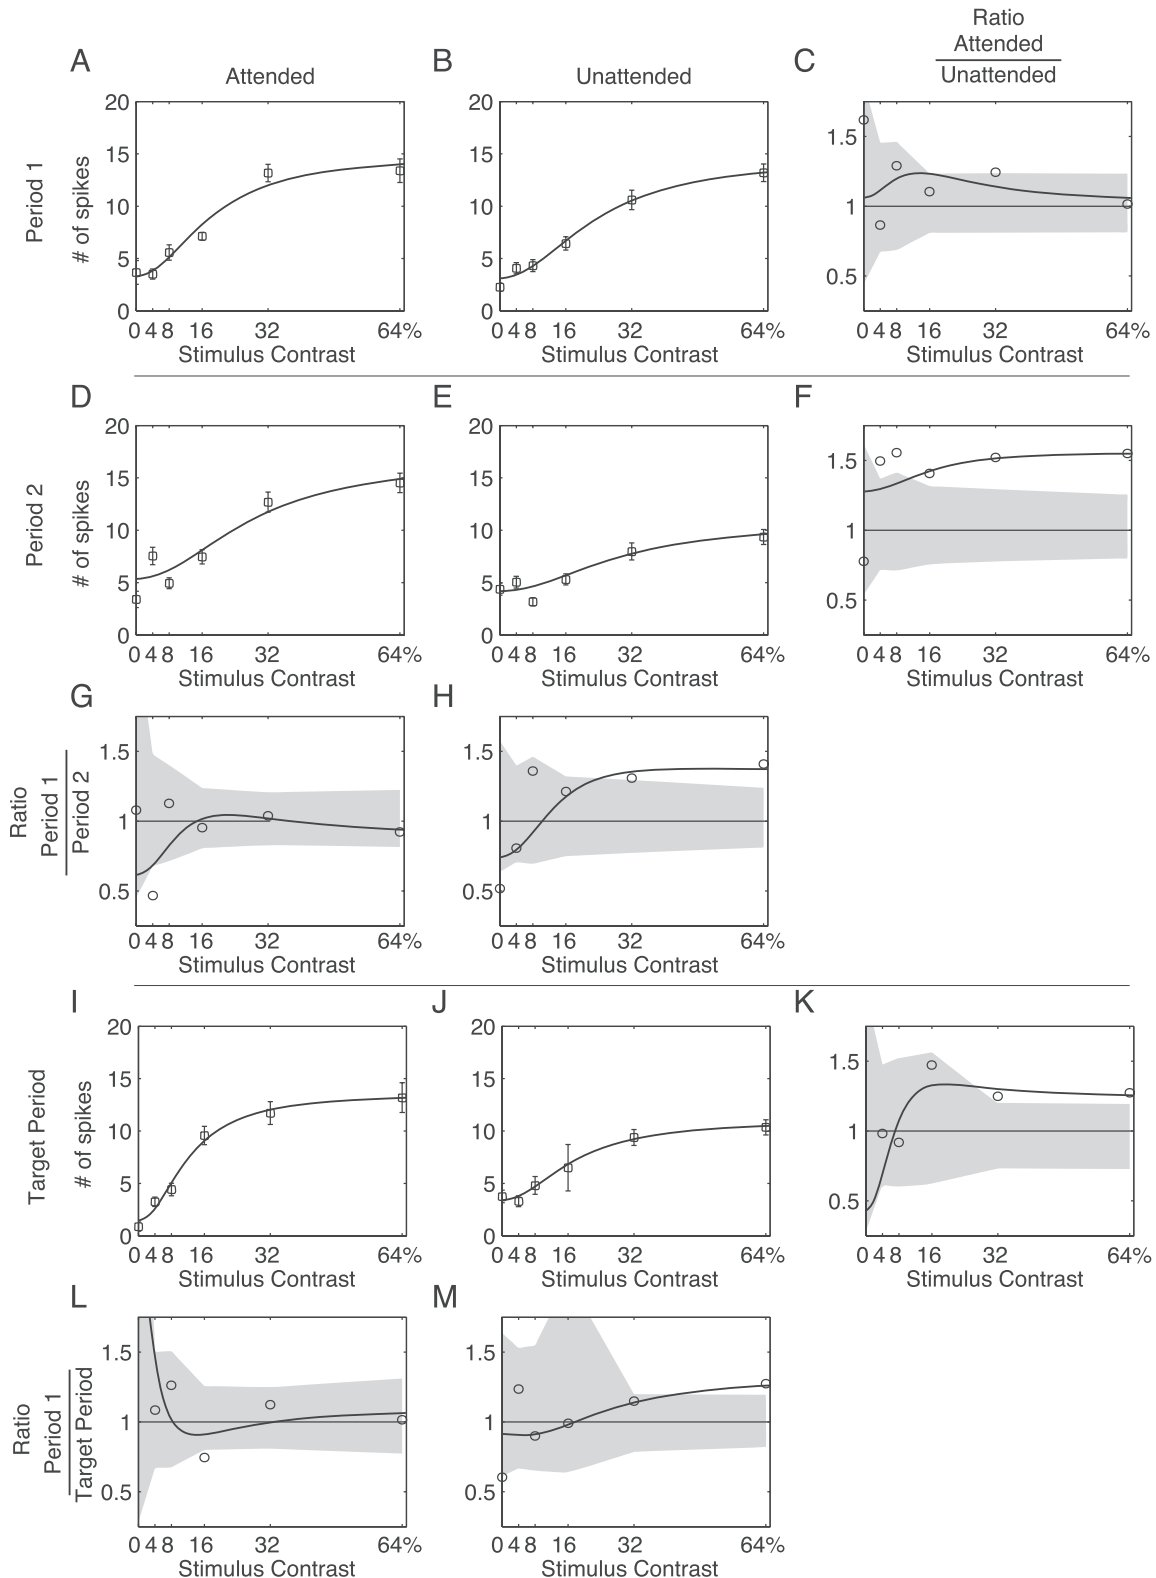 Ratio
Attended
Unattended
A
B
C
Attended
Unattended
Period 1
# of spikes
20
15
10
5
0
0 4 8 16 32 64%
Stimulus Contrast
20
15
10
5
0
0 4 8 16 32 64%
Stimulus Contrast
1.5
1
0.5
0 4 8 16 32 64%
Stimulus Contrast
D
E
F
Period 2
# of spikes
20
15
10
5
0
0 4 8 16 32 64%
Stimulus Contrast
20
15
10
5
0
0 4 8 16 32 64%
Stimulus Contrast
1.5
1
0.5
0 4 8 16 32 64%
Stimulus Contrast
G
H
Ratio
Period 1
Period 2
1.5
1
0.5
0 4 8 16 32 64%
Stimulus Contrast
1.5
1
0.5
0 4 8 16 32 64%
Stimulus Contrast
I
J
K
Target Period
# of spikes
20
15
10
5
0
0 4 8 16 32 64%
Stimulus Contrast
20
15
10
5
0
0 4 8 16 32 64%
Stimulus Contrast
1.5
1
0.5
0 4 8 16 32 64%
Stimulus Contrast
L
M
Ratio
Period 1
Target Period
1.5
1
0.5
0 4 8 16 32 64%
Stimulus Contrast
1.5
1
0.5
0 4 8 16 32 64%
Stimulus Contrast